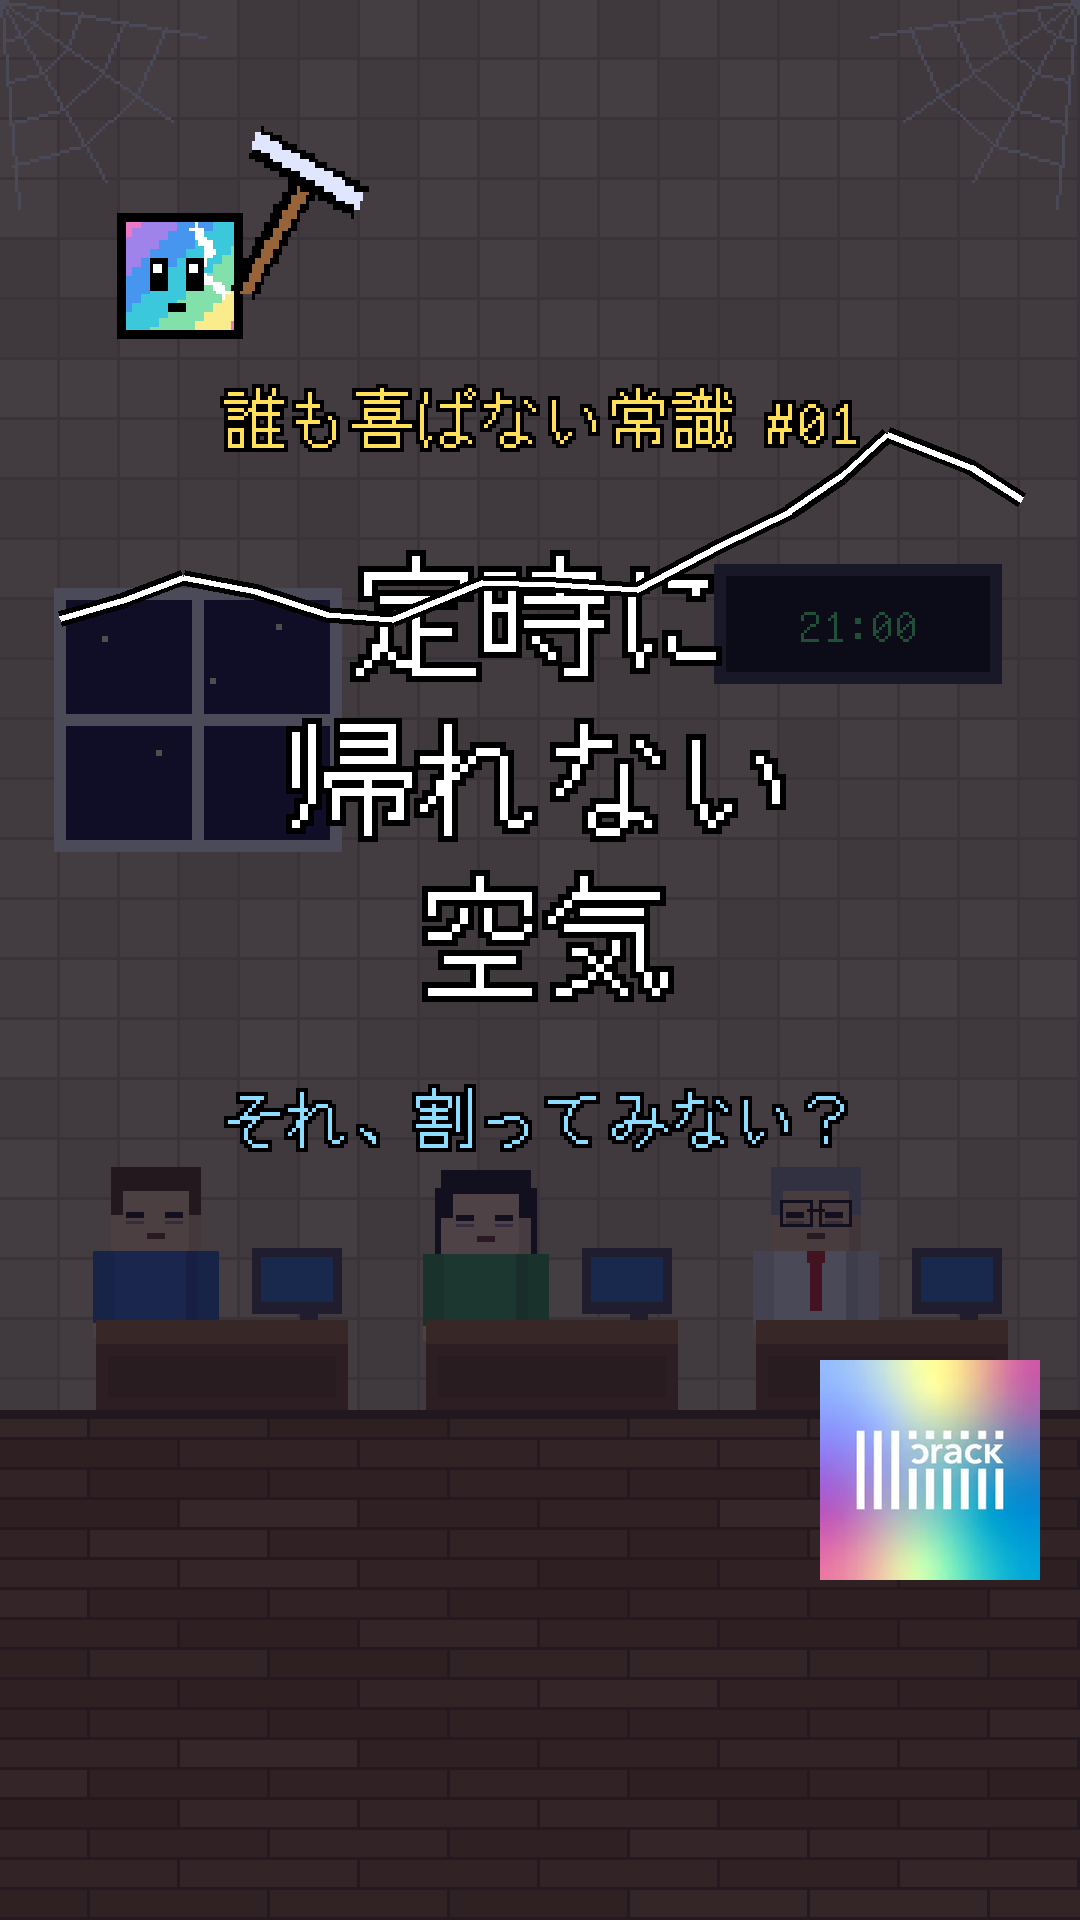 誰も喜ばない常識 #01
定時に
21:00
帰れない
空気
それ、割ってみない？
crack